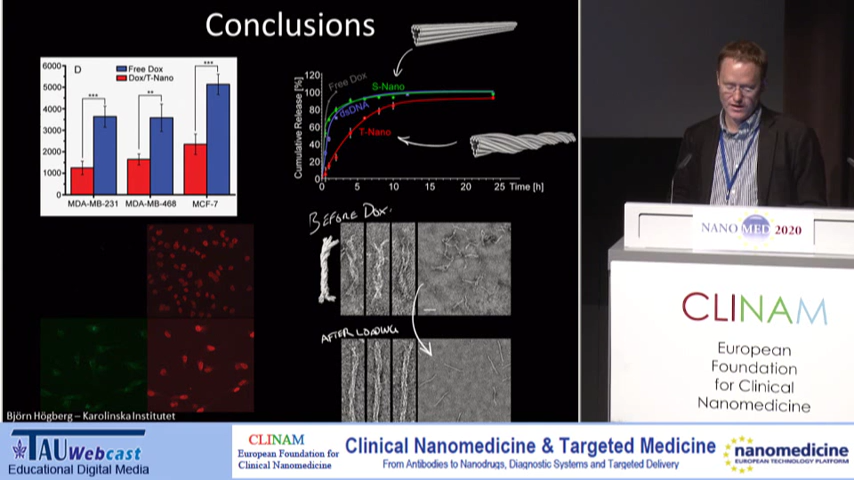 Conclusions
D
Free Dox
Dox/T-Nano
6000
5000
4000
3000
2000
1000
0
***
**
***
MDA-MB-231
MDA-MB-468
MCF-7
Cumulative Release [%]
120
100
80
60
40
20
0
Free Dox
S-Nano
dsDNA
T-Nano
0
5
10
15
20
25
Time [h]
BEFORE DOX.
AFTER LOADING
Björn Högberg – Karolinska Institutet
NANOMED 2020
CLINAM
European
Foundation
for Clinical
Nanomedicine
TAU Webcast
Educational Digital Media
CLINAM
European Foundation for
Clinical Nanomedicine
Clinical Nanomedicine & Targeted Medicine
From Antibodies to Nanodrugs, Diagnostic Systems and Targeted Delivery
nanomedicine
EUROPEAN TECHNOLOGY PLATFORM